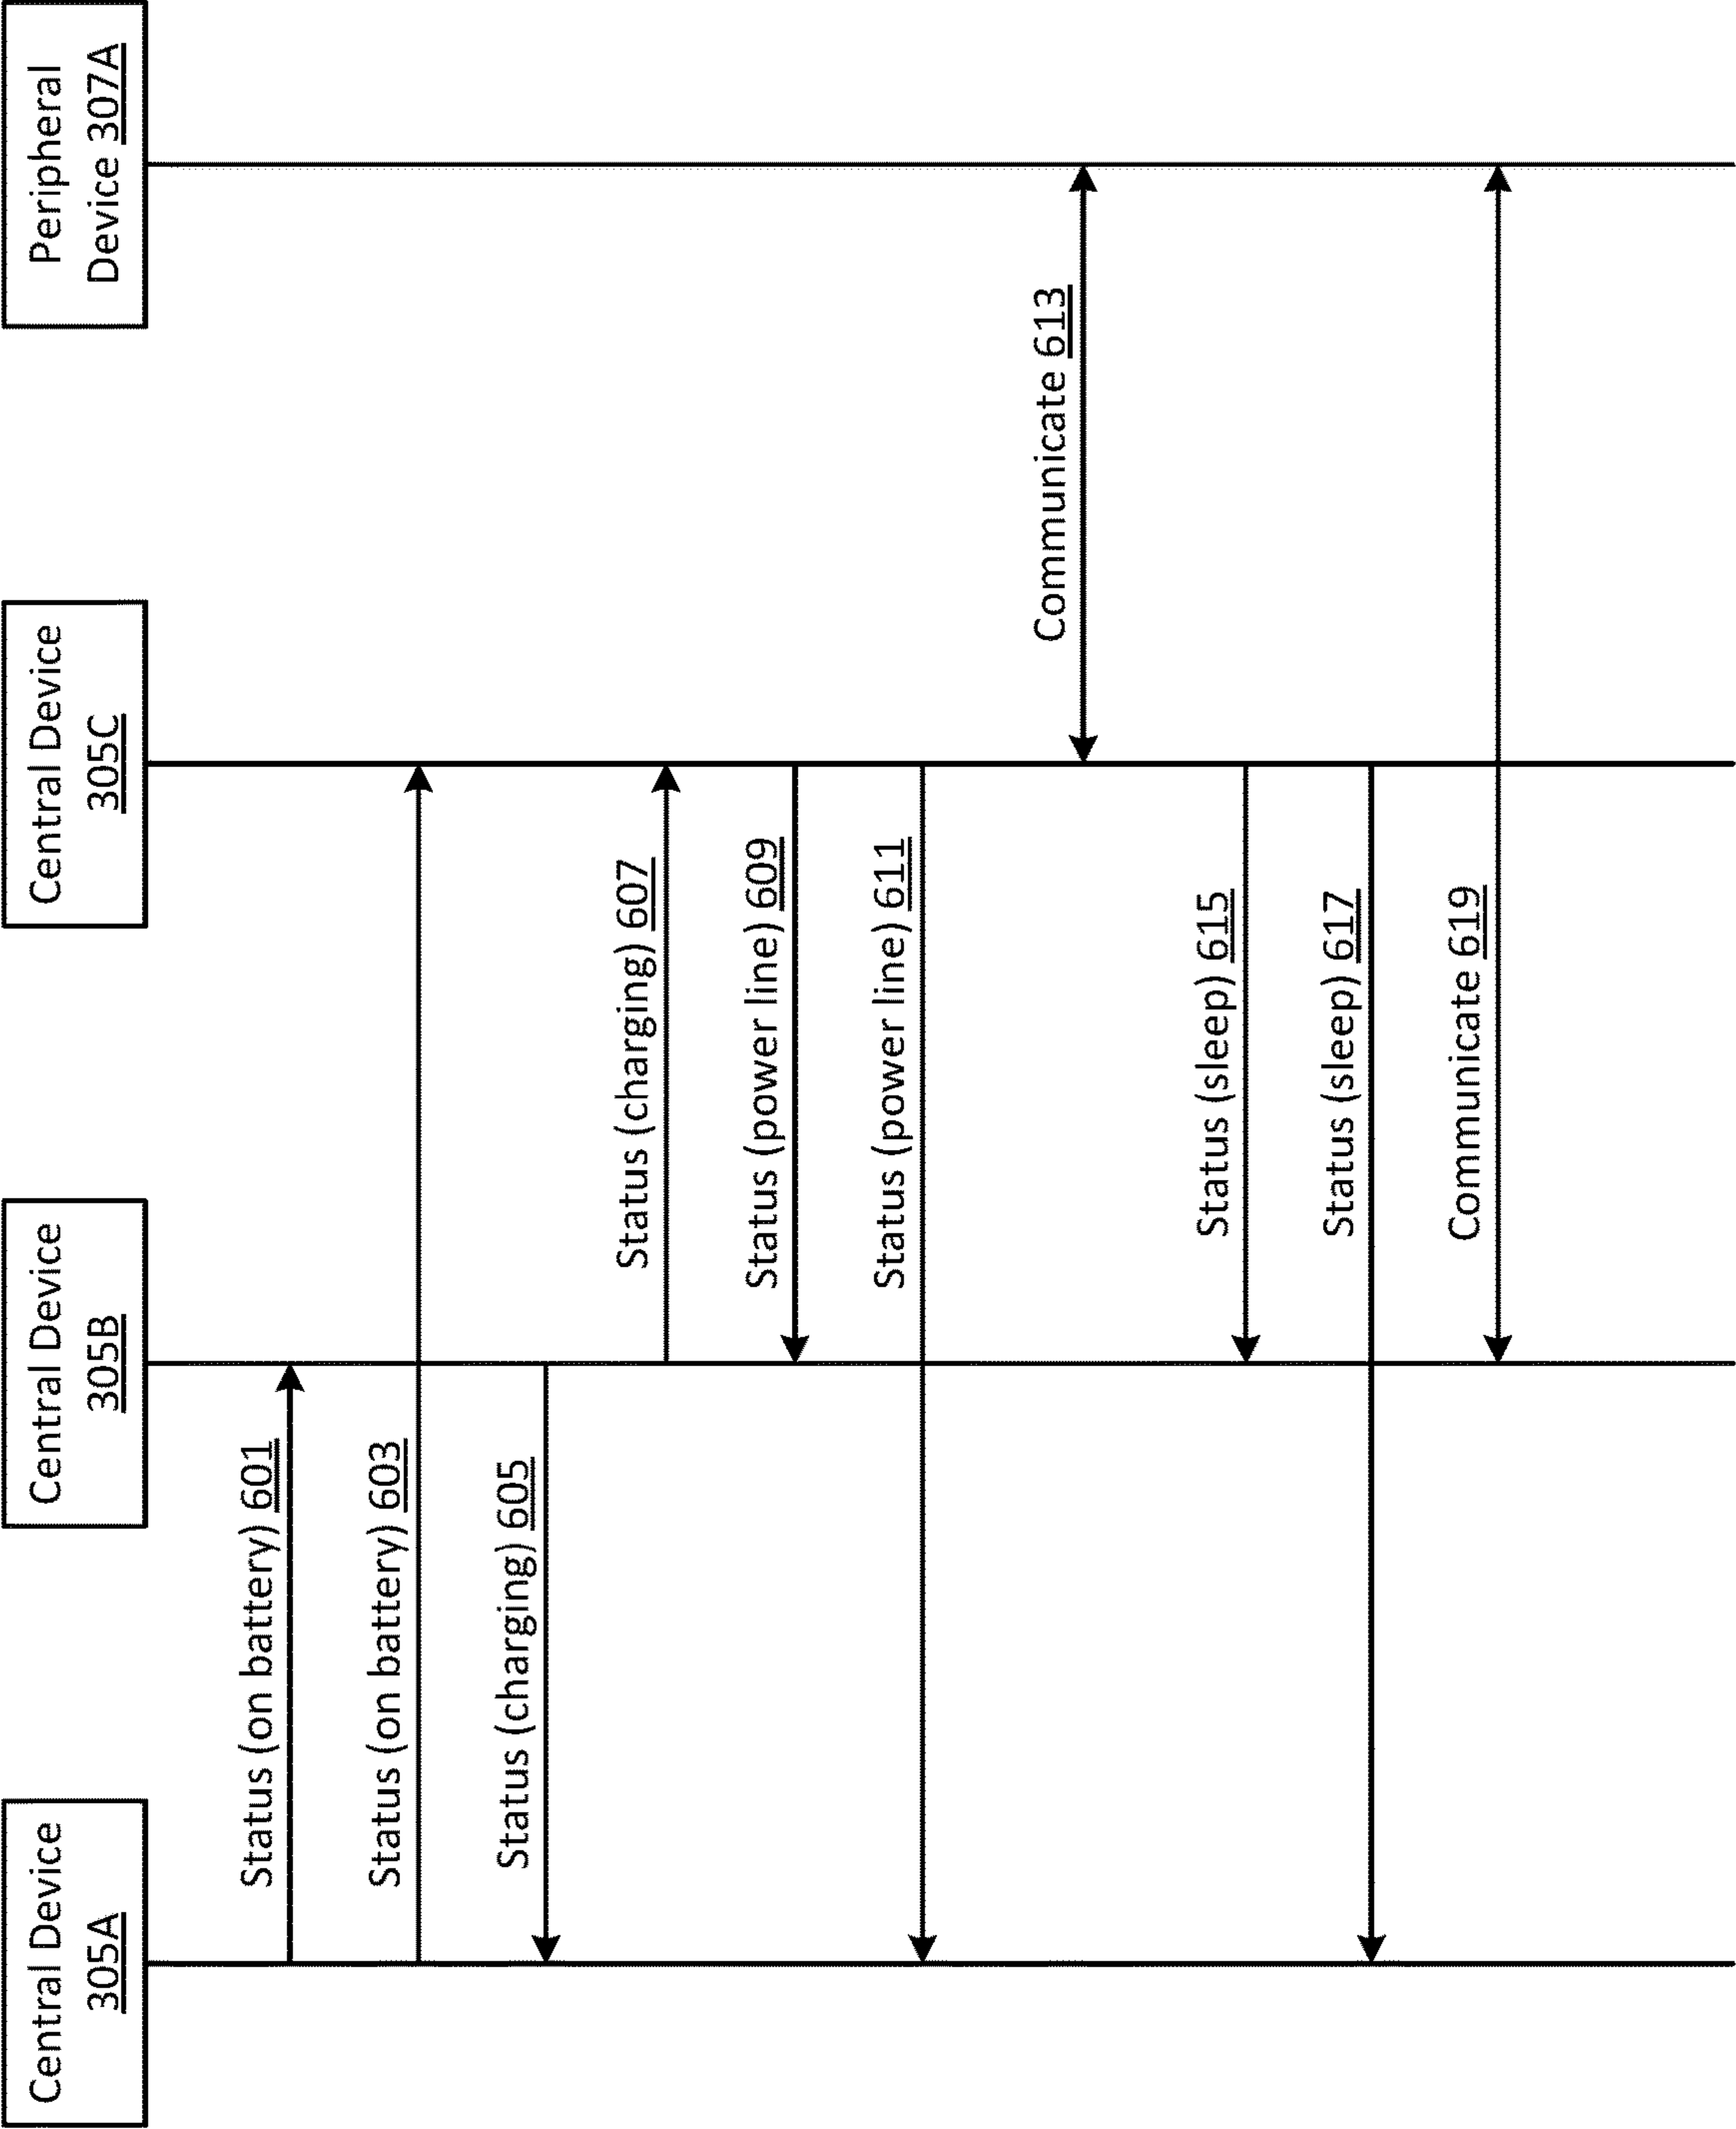 Central Device
305A
Central Device
305B
Central Device
305C
Peripheral
Device 307A
Status (on battery) 601
Status (on battery) 603
Status (charging) 605
Status (charging) 607
Status (power line) 609
Status (power line) 611
Communicate 613
Status (sleep) 615
Status (sleep) 617
Communicate 619